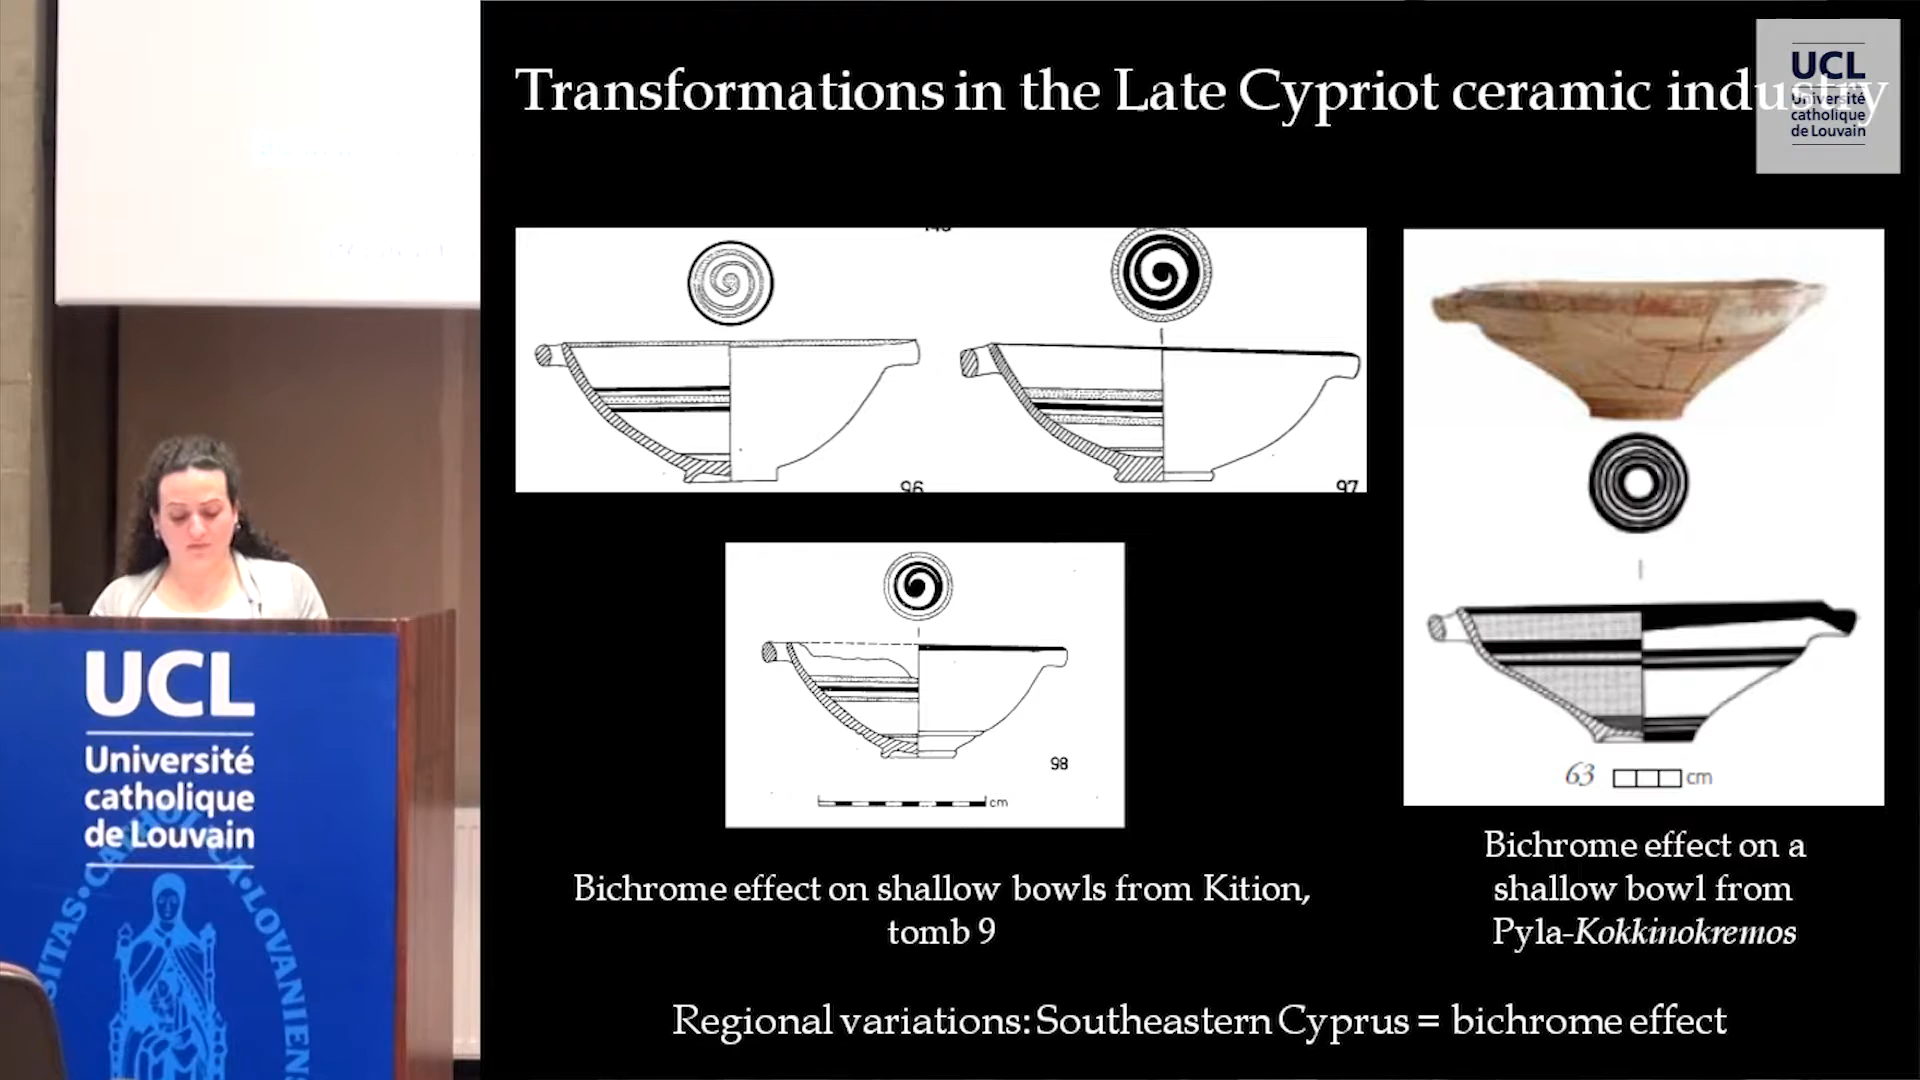 Transformations in the Late Cypriot ceramic industry
UCL
Université
catholique
de Louvain
96
97
98
cm
63
cm
Bichrome effect on shallow bowls from Kition,
tomb 9
Bichrome effect on a
shallow bowl from
Pyla-Kokkinokremos
Regional variations: Southeastern Cyprus = bichrome effect
UCL
Université
catholique
de Louvain